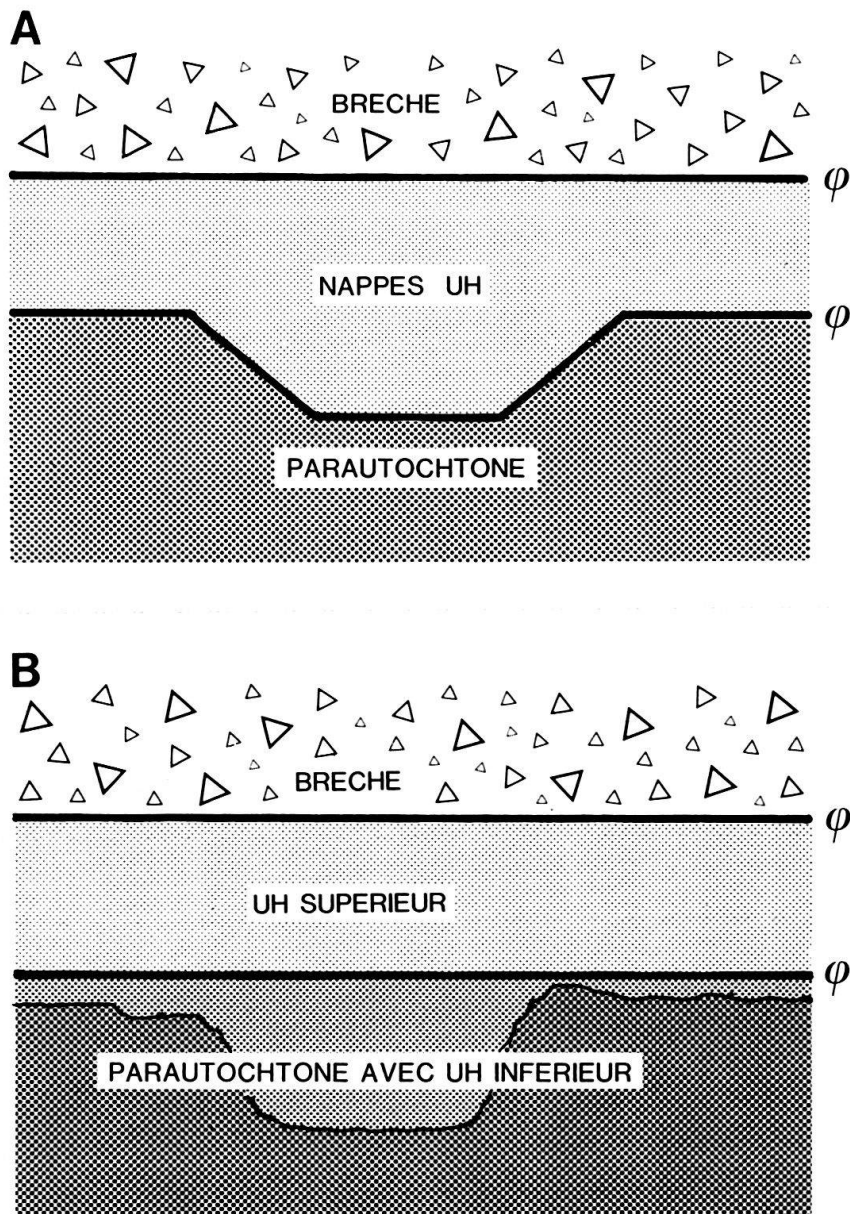 A
BRECHE
φ
NAPPES UH
φ
PARAUTOCHTONE
B
BRECHE
φ
UH SUPERIEUR
φ
PARAUTOCHTONE AVEC UH INFERIEUR